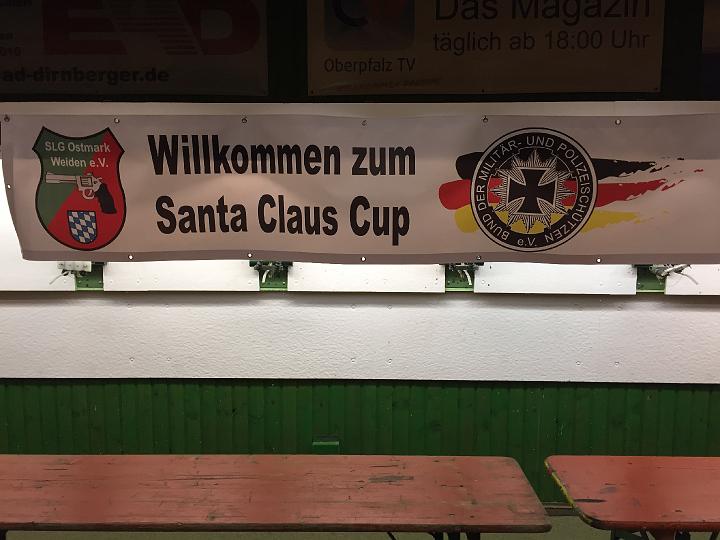 EAD
ad-dirnberger.de
Oberpfalz TV
Das Magazin
täglich ab 18:00 Uhr
SLG Ostmark
Weiden e.V.
Willkommen zum
Santa Claus Cup
BUND DER MILITÄR- UND POLIZEISCHÜTZEN
e.V.